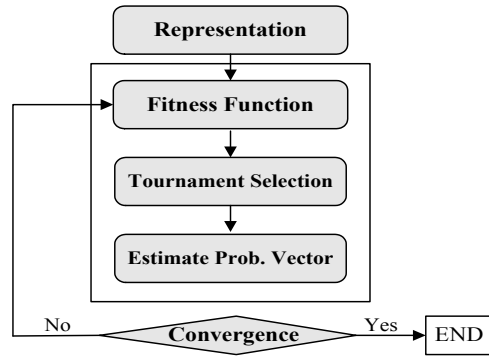 Representation
Fitness Function
Tournament Selection
Estimate Prob. Vector
No
Convergence
Yes
END